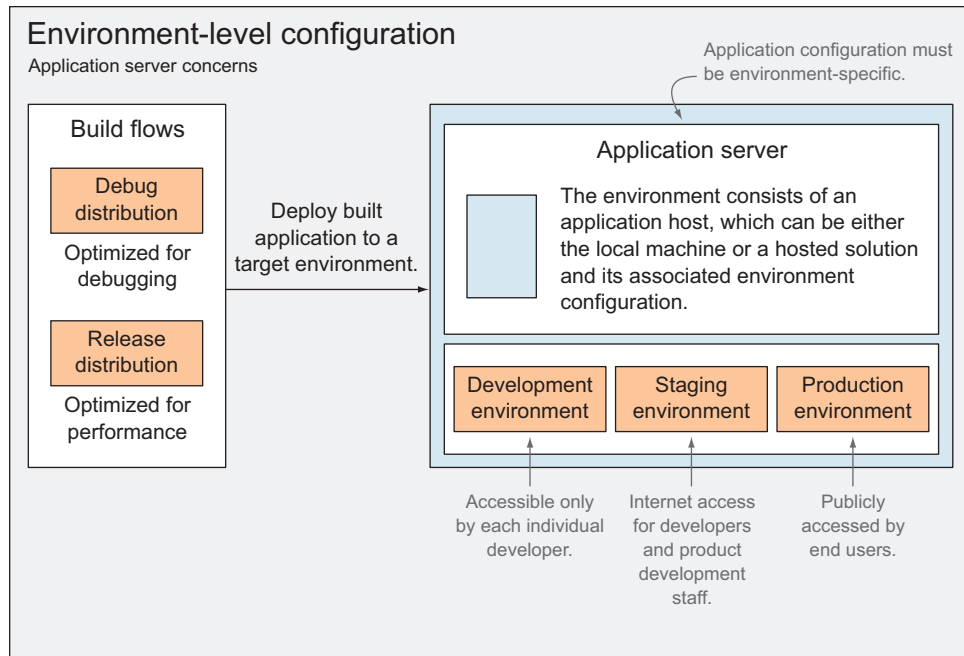 Environment-level configuration
Application server concerns
Application configuration must
be environment-specific.
Build flows
Debug
distribution
Optimized for
debugging
Release
distribution
Optimized for
performance
Deploy built
application to a
target environment.
Application server
The environment consists of an
application host, which can be either
the local machine or a hosted solution
and its associated environment
configuration.
Development
environment
Staging
environment
Production
environment
Accessible only
by each individual
developer.
Internet access
for developers
and product
development
staff.
Publicly
accessed by
end users.